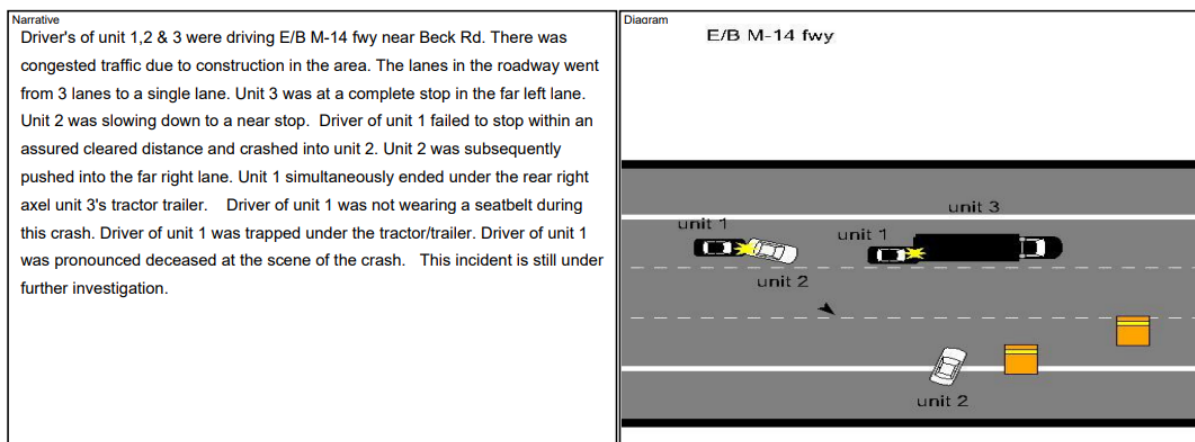 Narrative
Driver's of unit 1,2 & 3 were driving E/B M-14 fwy near Beck Rd. There was
congested traffic due to construction in the area. The lanes in the roadway went
from 3 lanes to a single lane. Unit 3 was at a complete stop in the far left lane.
Unit 2 was slowing down to a near stop.  Driver of unit 1 failed to stop within an
assured cleared distance and crashed into unit 2. Unit 2 was subsequently
pushed into the far right lane. Unit 1 simultaneously ended under the rear right
axel unit 3's tractor trailer.    Driver of unit 1 was not wearing a seatbelt during
this crash. Driver of unit 1 was trapped under the tractor/trailer. Driver of unit 1
was pronounced deceased at the scene of the crash.   This incident is still under
further investigation.
Diagram
E/B M-14 fwy
unit 3
unit 1
unit 1
unit 2
unit 2